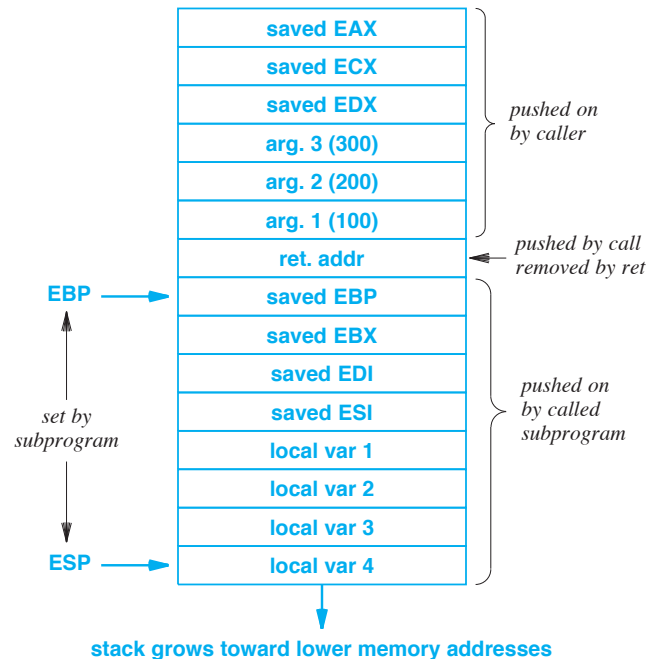 saved EAX
saved ECX
saved EDX
pushed on
by caller
arg. 3 (300)
arg. 2 (200)
arg. 1 (100)
ret. addr
pushed by call
removed by ret
EBP
saved EBP
saved EBX
saved EDI
saved ESI
set by
subprogram
pushed on
by called
subprogram
local var 1
local var 2
local var 3
ESP
local var 4
stack grows toward lower memory addresses